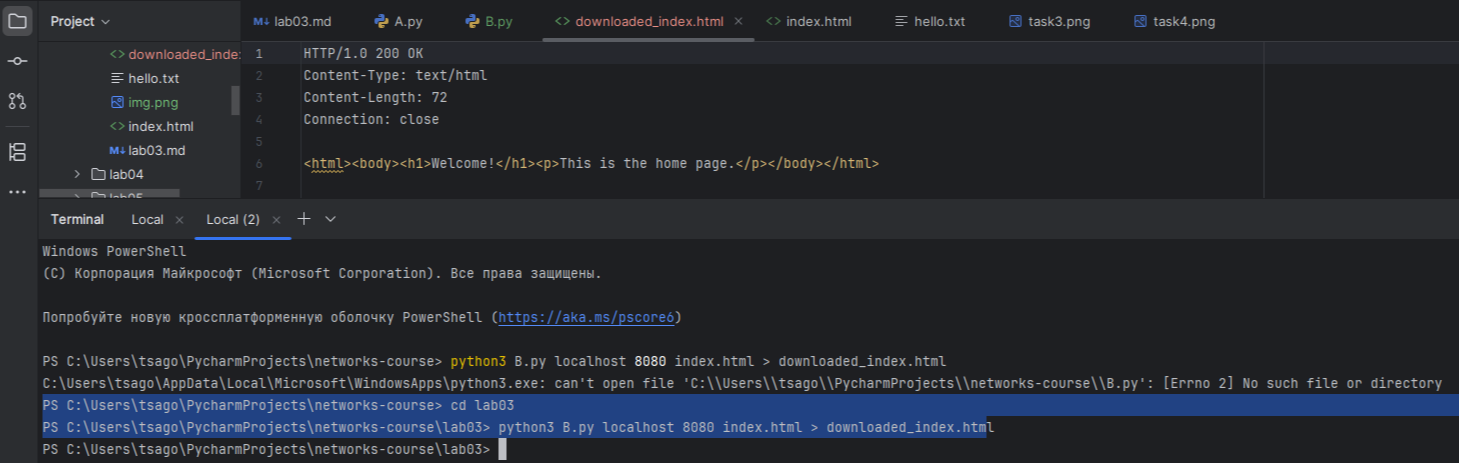 Project
lab03.md
A.py
B.py
downloaded_index.html
index.html
hello.txt
task3.png
task4.png
downloaded_inde
hello.txt
img.png
index.html
lab03.md
lab04
1 HTTP/1.0 200 OK
2 Content-Type: text/html
3 Content-Length: 72
4 Connection: close
5
6 <html><body><h1>Welcome!</h1><p>This is the home page.</p></body></html>
7
Terminal Local Local (2)
Windows PowerShell
(C) Корпорация Майкрософт (Microsoft Corporation). Все права защищены.
Попробуйте новую кроссплатформенную оболочку PowerShell (https://aka.ms/pscore6)
PS C:\Users\tsago\PycharmProjects\networks-course> python3 B.py localhost 8080 index.html > downloaded_index.html
C:\Users\tsago\AppData\Local\Microsoft\WindowsApps\python3.exe: can't open file 'C:\\Users\\tsago\\PycharmProjects\\networks-course\\B.py': [Errno 2] No such file or directory
PS C:\Users\tsago\PycharmProjects\networks-course> cd lab03
PS C:\Users\tsago\PycharmProjects\networks-course\lab03> python3 B.py localhost 8080 index.html > downloaded_index.html
PS C:\Users\tsago\PycharmProjects\networks-course\lab03>